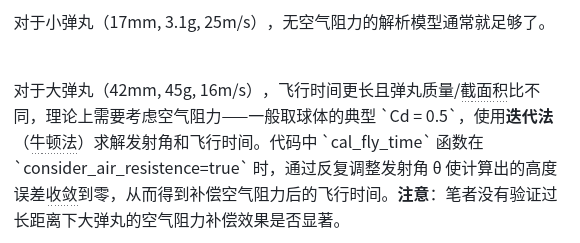 对于小弹丸（17mm, 3.1g, 25m/s），无空气阻力的解析模型通常就足够了。
对于大弹丸（42mm, 45g, 16m/s），飞行时间更长且弹丸质量/截面积比不
同，理论上需要考虑空气阻力——一般取球体的典型 `Cd = 0.5`，使用迭代法
（牛顿法）求解发射角和飞行时间。代码中 `cal_fly_time` 函数在
`consider_air_resistence=true` 时，通过反复调整发射角 θ 使计算出的高度
误差收敛到零，从而得到补偿空气阻力后的飞行时间。注意：笔者没有验证过
长距离下大弹丸的空气阻力补偿效果是否显著。